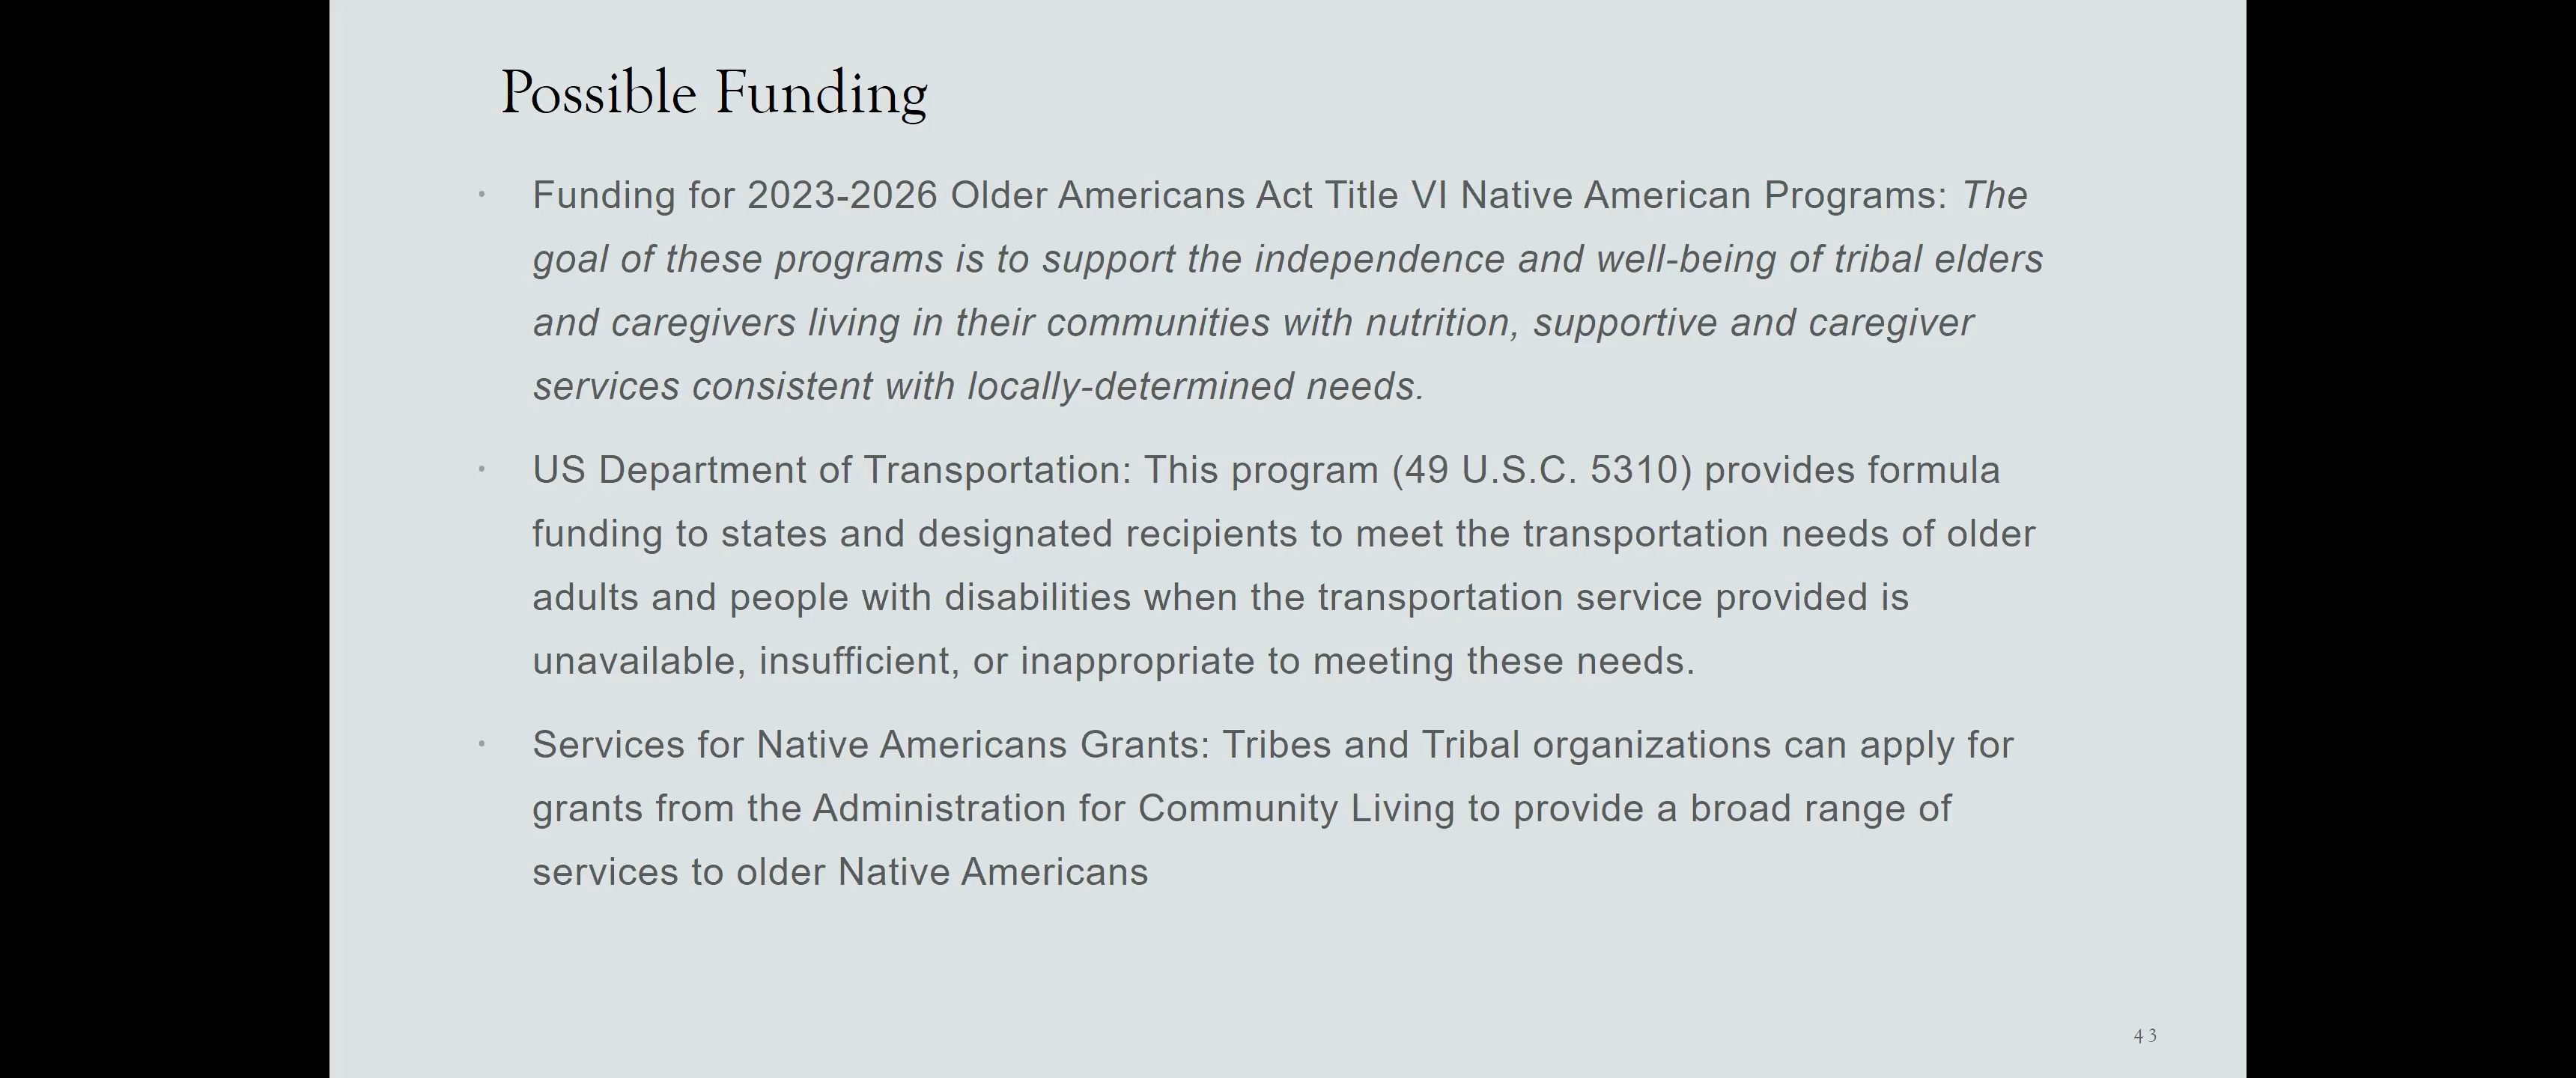 Possible Funding
• Funding for 2023-2026 Older Americans Act Title VI Native American Programs: The
goal of these programs is to support the independence and well-being of tribal elders
and caregivers living in their communities with nutrition, supportive and caregiver
services consistent with locally-determined needs.
• US Department of Transportation: This program (49 U.S.C. 5310) provides formula
funding to states and designated recipients to meet the transportation needs of older
adults and people with disabilities when the transportation service provided is
unavailable, insufficient, or inappropriate to meeting these needs.
• Services for Native Americans Grants: Tribes and Tribal organizations can apply for
grants from the Administration for Community Living to provide a broad range of
services to older Native Americans
43